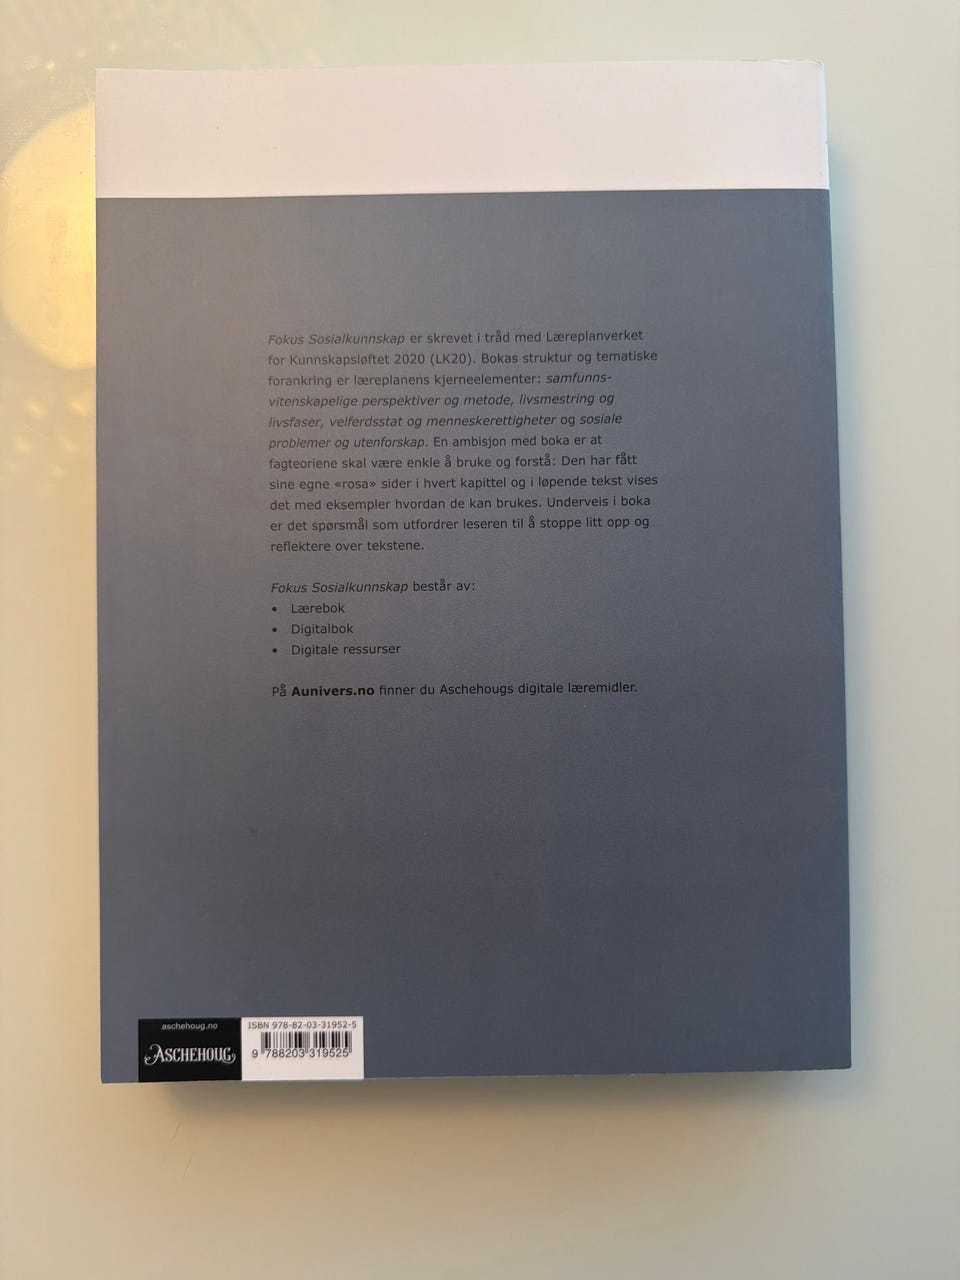 Fokus Sosialkunnskap er skrevet i tråd med Læreplanverket
for Kunnskapsløftet 2020 (LK20). Bokas struktur og tematiske
forankring er læreplanens kjerneelementer: samfunns-
vitenskapelige perspektiver og metode, livsmestring og
livsfaser, velferdsstat og menneskerettigheter og sosiale
problemer og utenforskap. En ambisjon med boka er at
fagteoriene skal være enkle å bruke og forstå: Den har fått
sine egne «rosa» sider i hvert kapittel og i løpende tekst vises
det med eksempler hvordan de kan brukes. Underveis i boka
er det spørsmål som utfordrer leseren til å stoppe litt opp og
reflektere over tekstene.
Fokus Sosialkunnskap består av:
• Lærebok
• Digitalbok
• Digitale ressurser
På Aunivers.no finner du Aschehougs digitale læremidler.
aschehoug.no
ASCHEHOUG
ISBN 978-82-03-31952-5
9 788203 319525